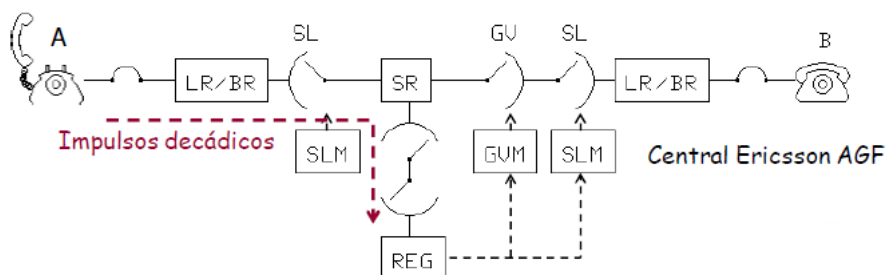 A
SL
GV
SL
B
LR/BR
SR
LR/BR
Impulsos decádicos
SLM
GVM
SLM
Central Ericsson AGF
REG